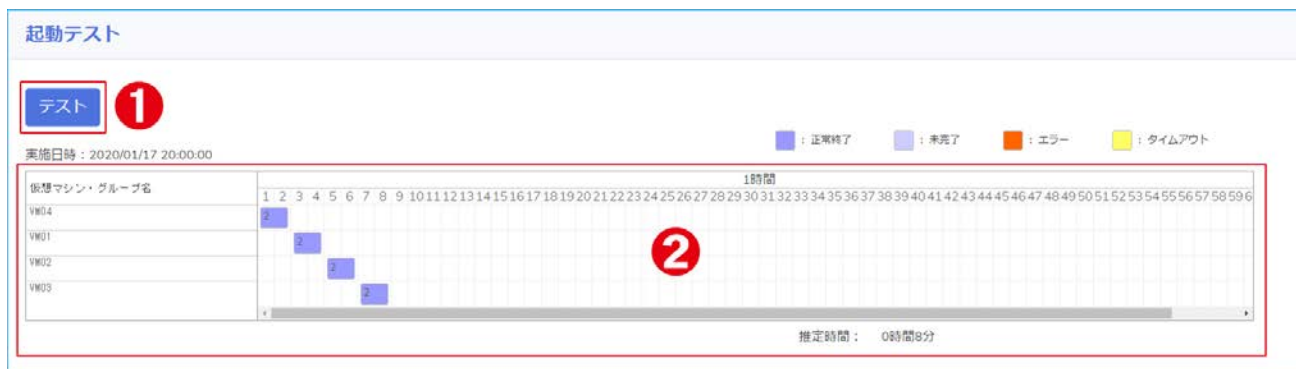 起動テスト
テスト
1
: 正常終了 : 未完了 : エラー : タイムアウト
実施日時：2020/01/17 20:00:00
仮想マシン・グループ名
1時間
1 2 3 4 5 6 7 8 9 10 11 12 13 14 15 16 17 18 19 20 21 22 23 24 25 26 27 28 29 30 31 32 33 34 35 36 37 38 39 40 41 42 43 44 45 46 47 48 49 50 51 52 53 54 55 56 57 58 59 6
VM04 2
VM01 2
2
VM02 2
VM03 2
推定時間： 0時間8分